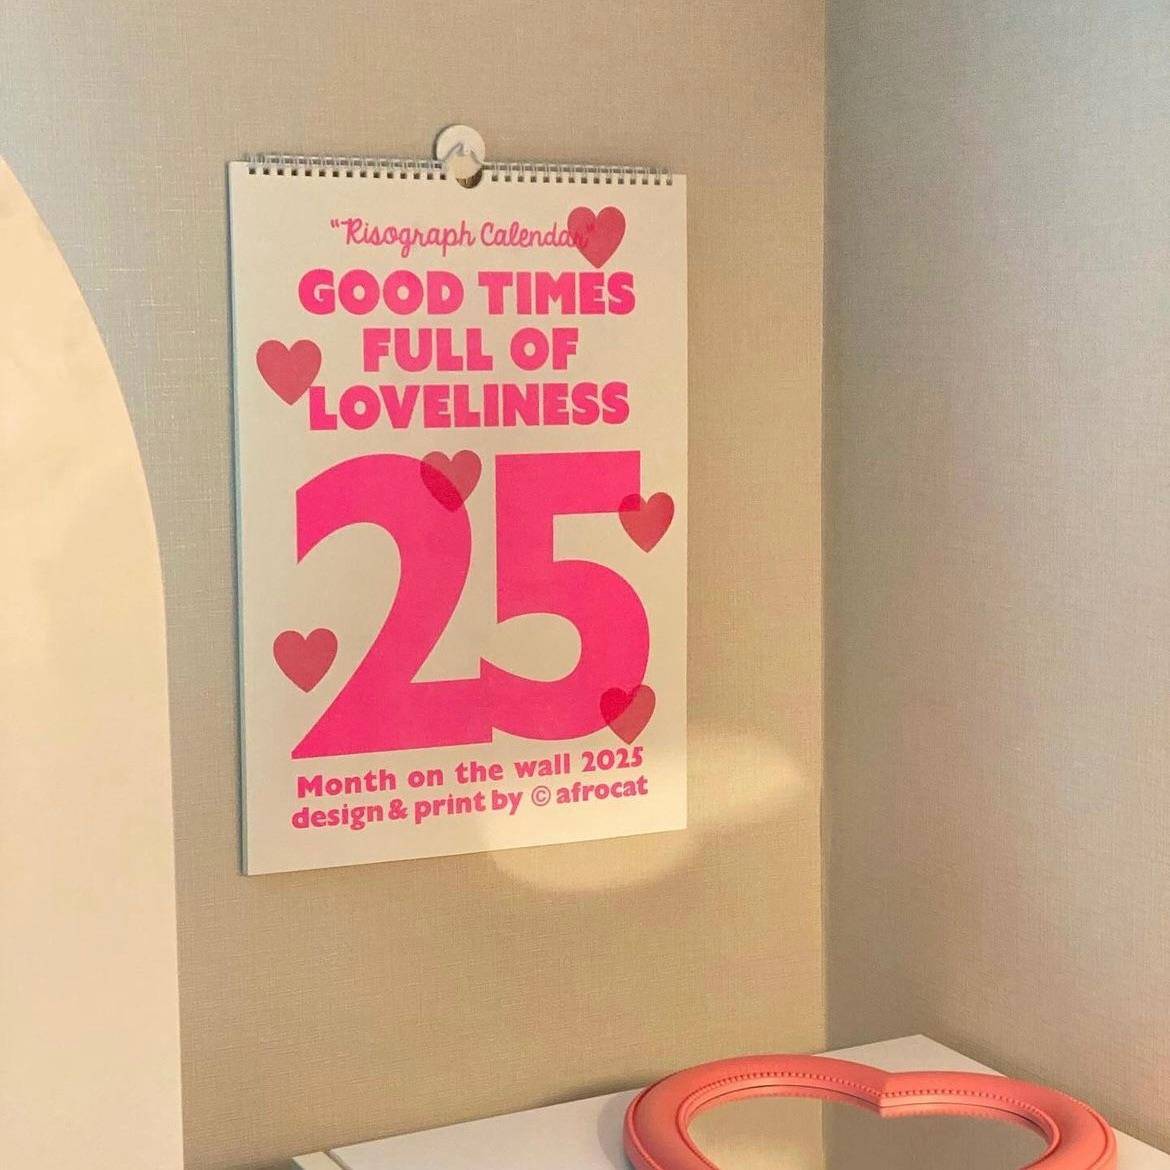 “Risograph Calendar”
GOOD TIMES
FULL OF
LOVELINESS
25
Month on the wall 2025
design & print by © afrocat